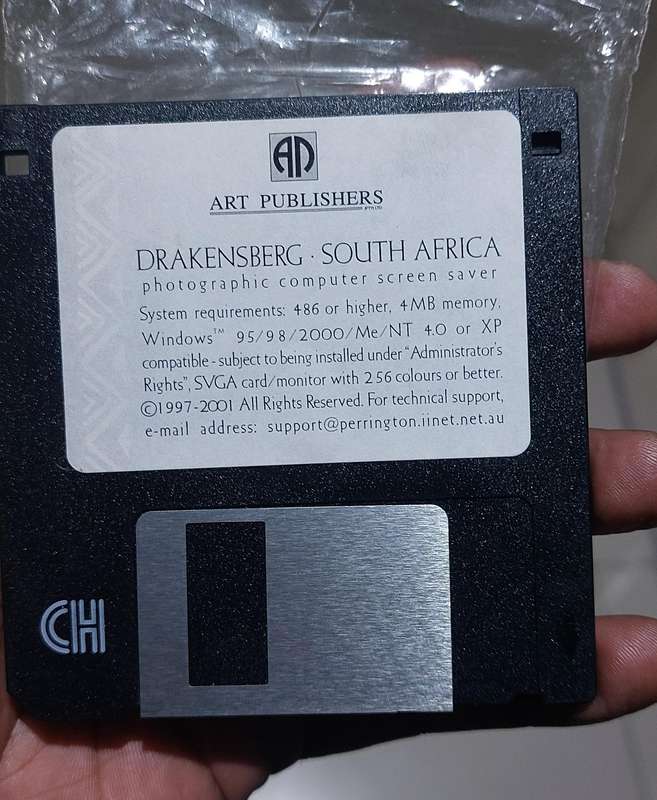 AP
ART PUBLISHERS
(PTY) LTD
DRAKENSBERG · SOUTH AFRICA
photographic computer screen saver
System requirements: 486 or higher, 4MB memory,
Windows™ 95/98/2000/Me/NT 4.0 or XP
compatible - subject to being installed under "Administrator's
Rights", SVGA card/monitor with 256 colours or better.
©1997-2001 All Rights Reserved. For technical support,
e-mail address: support@perrington.iinet.net.au
CH